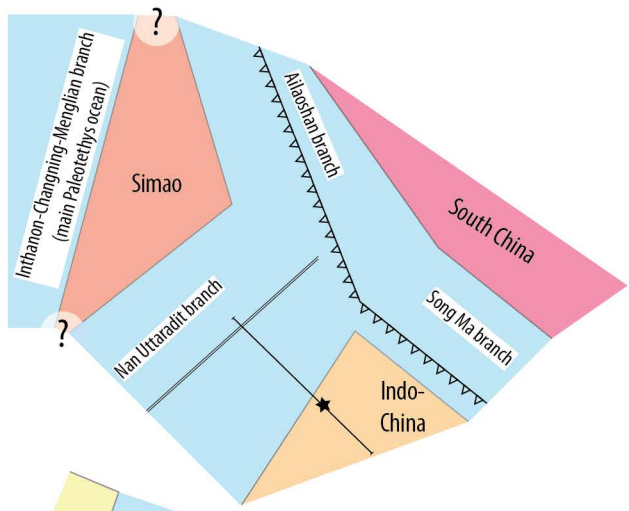 ?
Inthanon-Changning-Menglian branch
(main Paleotethys ocean)
Simao
Ailaoshan branch
South China
?
Nan Uttaradit branch
Song Ma branch
Indo-
China